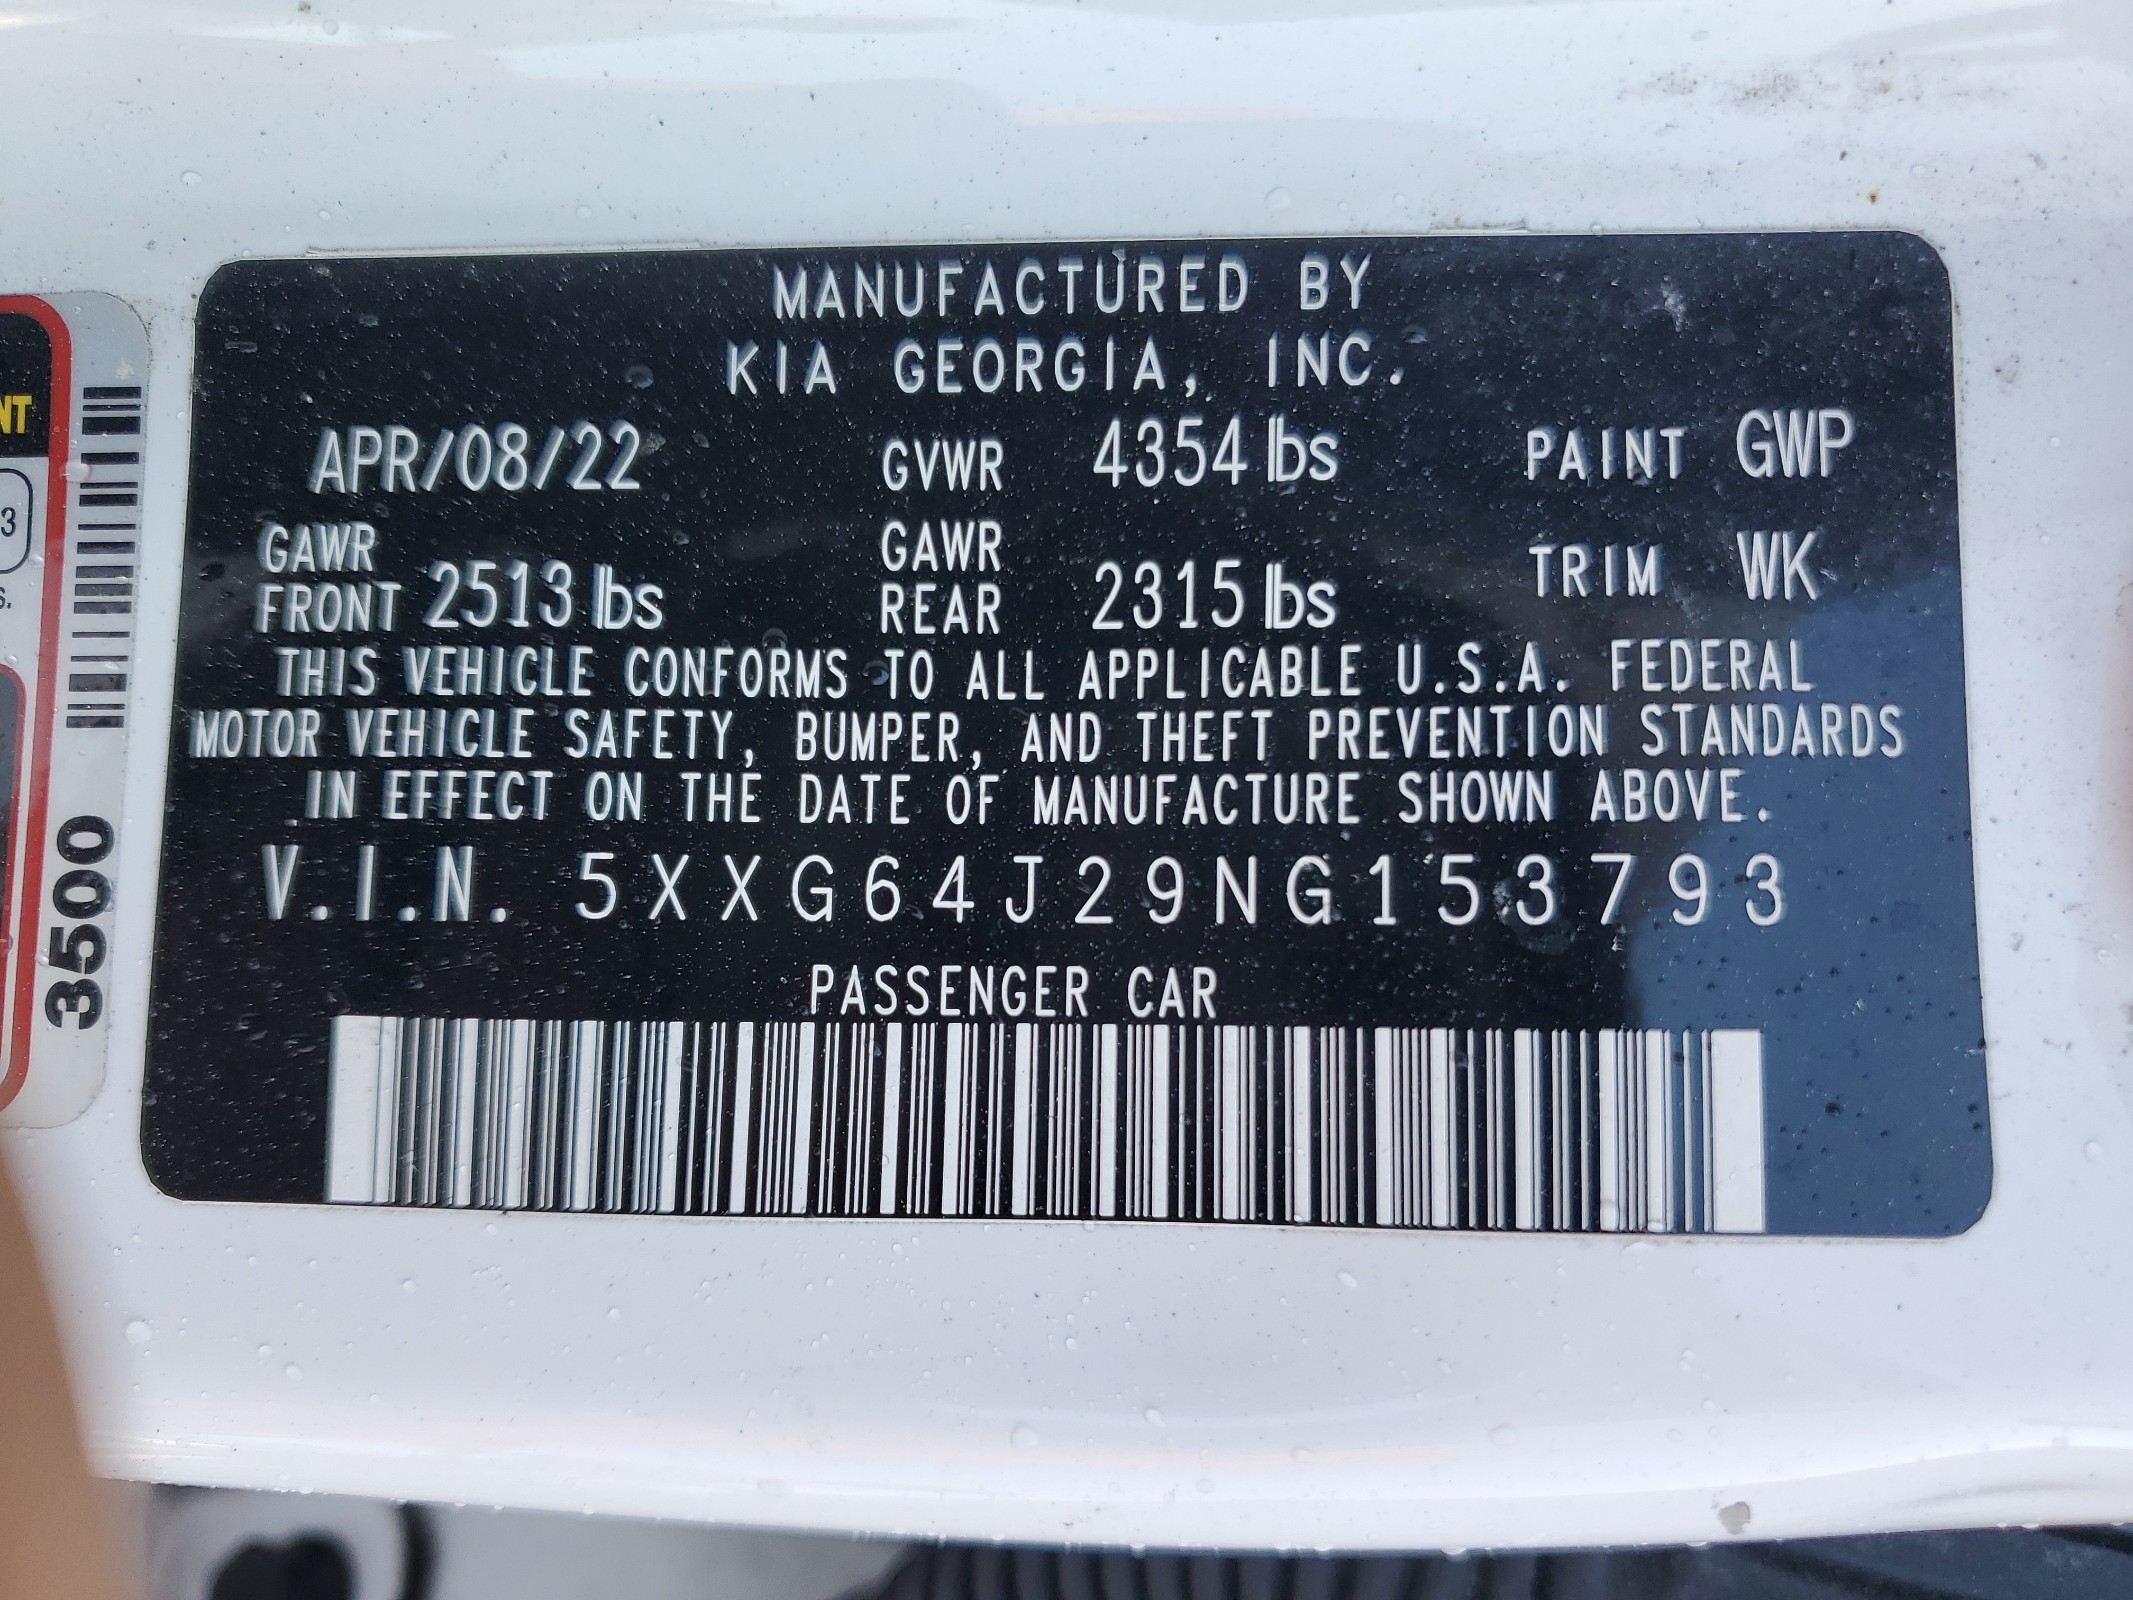 MANUFACTURED BY
KIA GEORGIA, INC.
APR/08/22 GVWR 4354 lbs PAINT GWP
GAWR FRONT 2513 lbs GAWR REAR 2315 lbs TRIM WK
THIS VEHICLE CONFORMS TO ALL APPLICABLE U.S.A. FEDERAL
MOTOR VEHICLE SAFETY, BUMPER, AND THEFT PREVENTION STANDARDS
IN EFFECT ON THE DATE OF MANUFACTURE SHOWN ABOVE.
V.I.N. 5XXG64J29NG153793
PASSENGER CAR
NT
3
3500